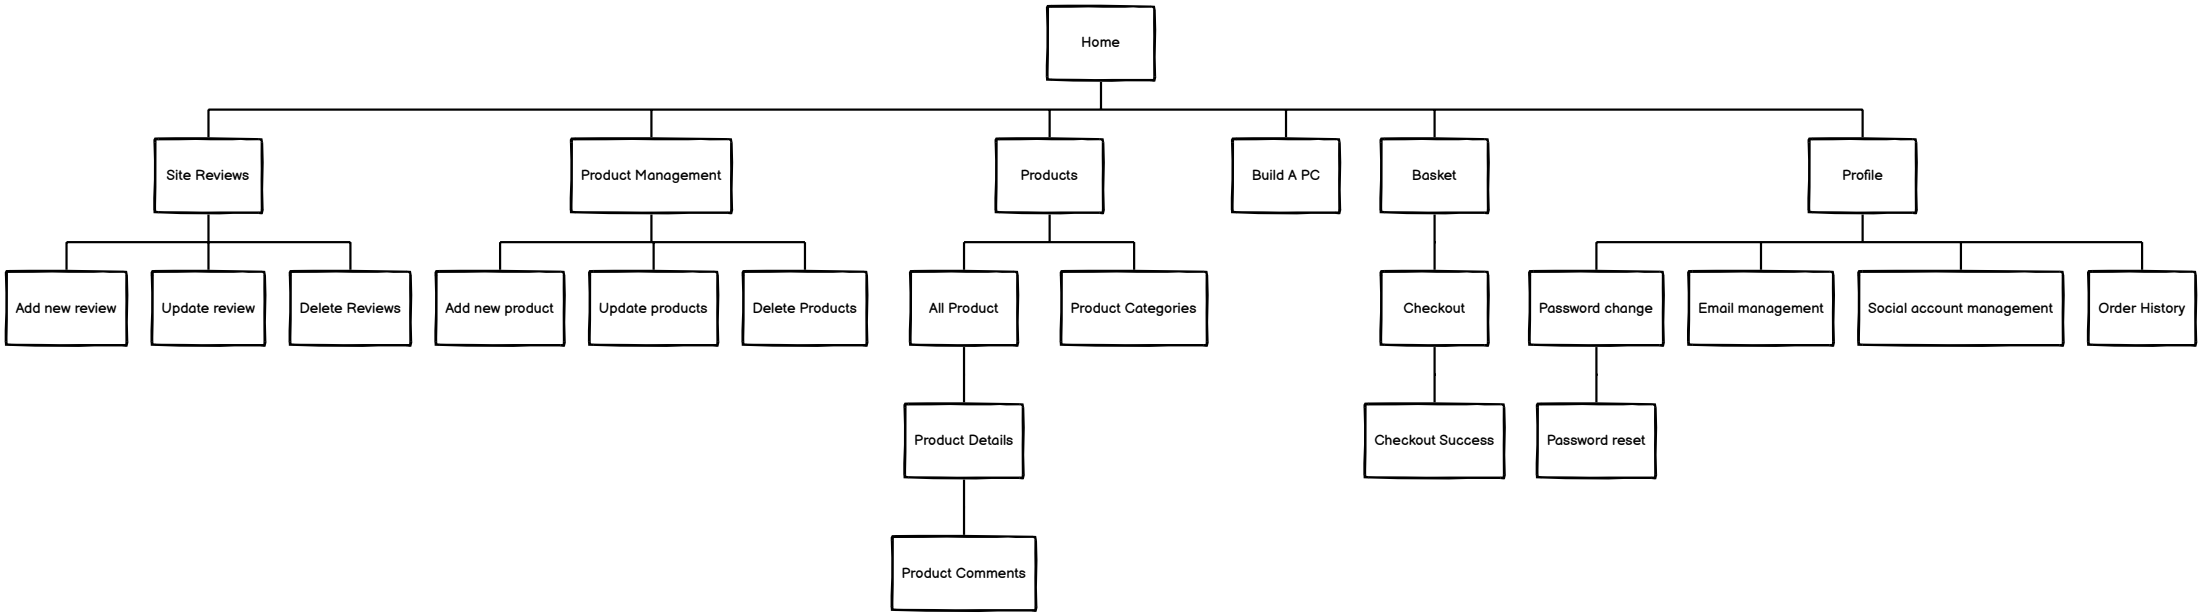 Home
Site Reviews
Product Management
Products
Build A PC
Basket
Profile
Add new review
Update review
Delete Reviews
Add new product
Update products
Delete Products
All Product
Product Categories
Checkout
Password change
Email management
Social account management
Order History
Product Details
Checkout Success
Password reset
Product Comments